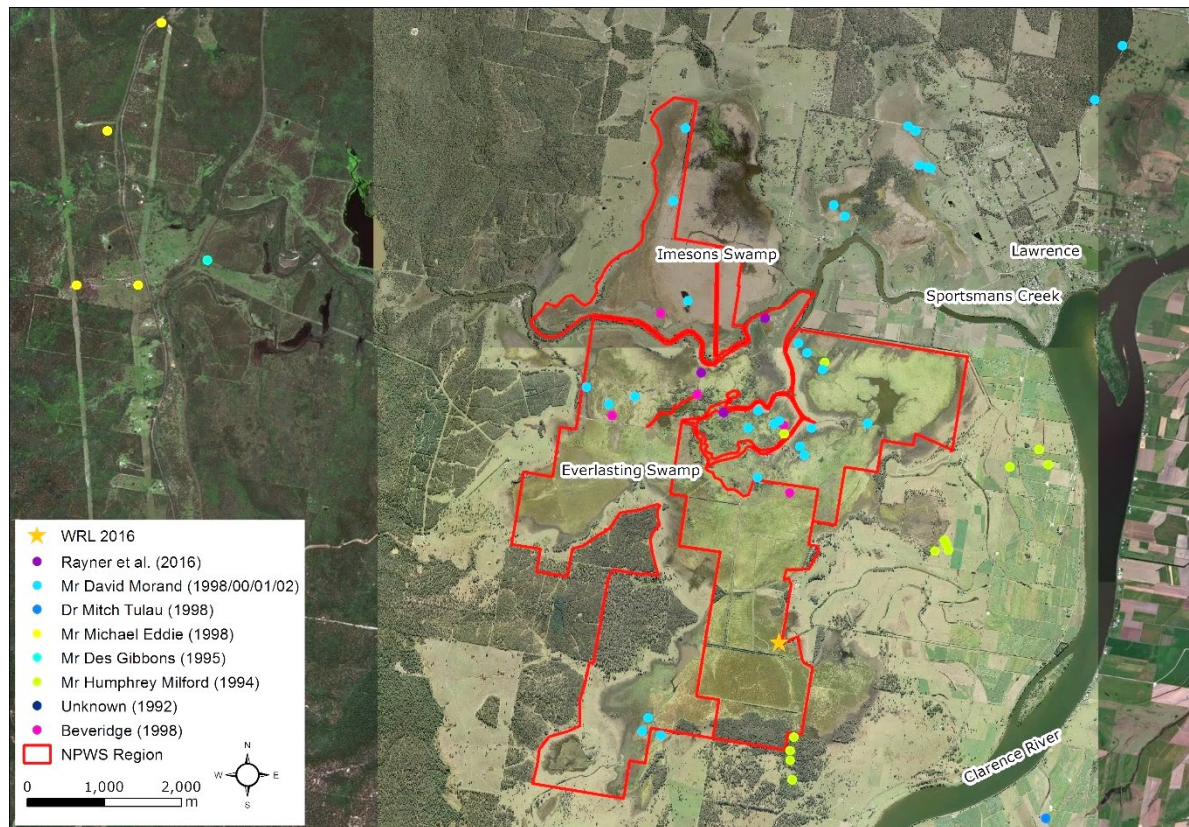 Imesons Swamp
Lawrence
Sportsmans Creek
Everlasting Swamp
Clarence River
WRL 2016
Rayner et al. (2016)
Mr David Morand (1998/00/01/02)
Dr Mitch Tulau (1998)
Mr Michael Eddie (1998)
Mr Des Gibbons (1995)
Mr Humphrey Milford (1994)
Unknown (1992)
Beveridge (1998)
NPWS Region
N
W
E
S
0 1,000 2,000
m